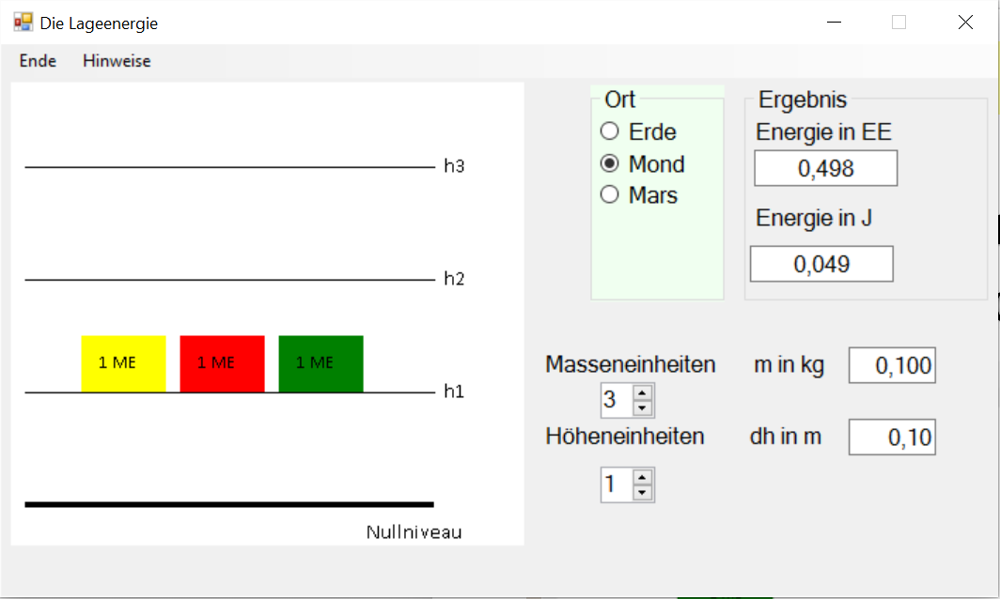 Die Lageenergie
Ende Hinweise
h3
h2
1 ME 1 ME 1 ME
h1
Nullniveau
Ort
Erde
Mond
Mars
Ergebnis
Energie in EE
0,498
Energie in J
0,049
Masseneinheiten m in kg 0,100
3
Höheneinheiten dh in m 0,10
1